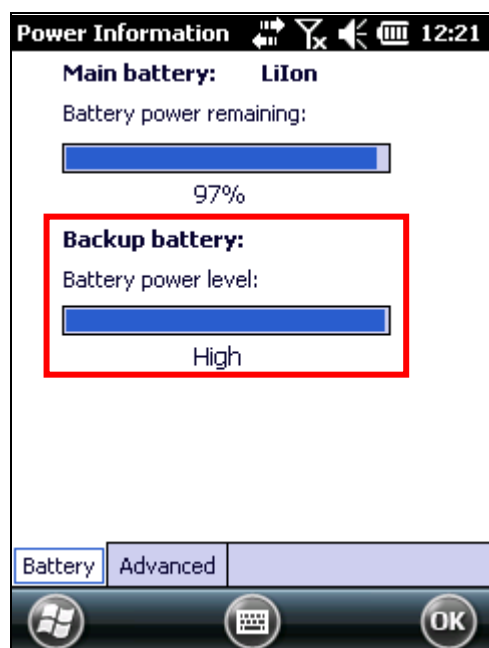 Power Information 12:21
Main battery: LiIon
Battery power remaining:
97%
Backup battery:
Battery power level:
High
Battery Advanced
OK